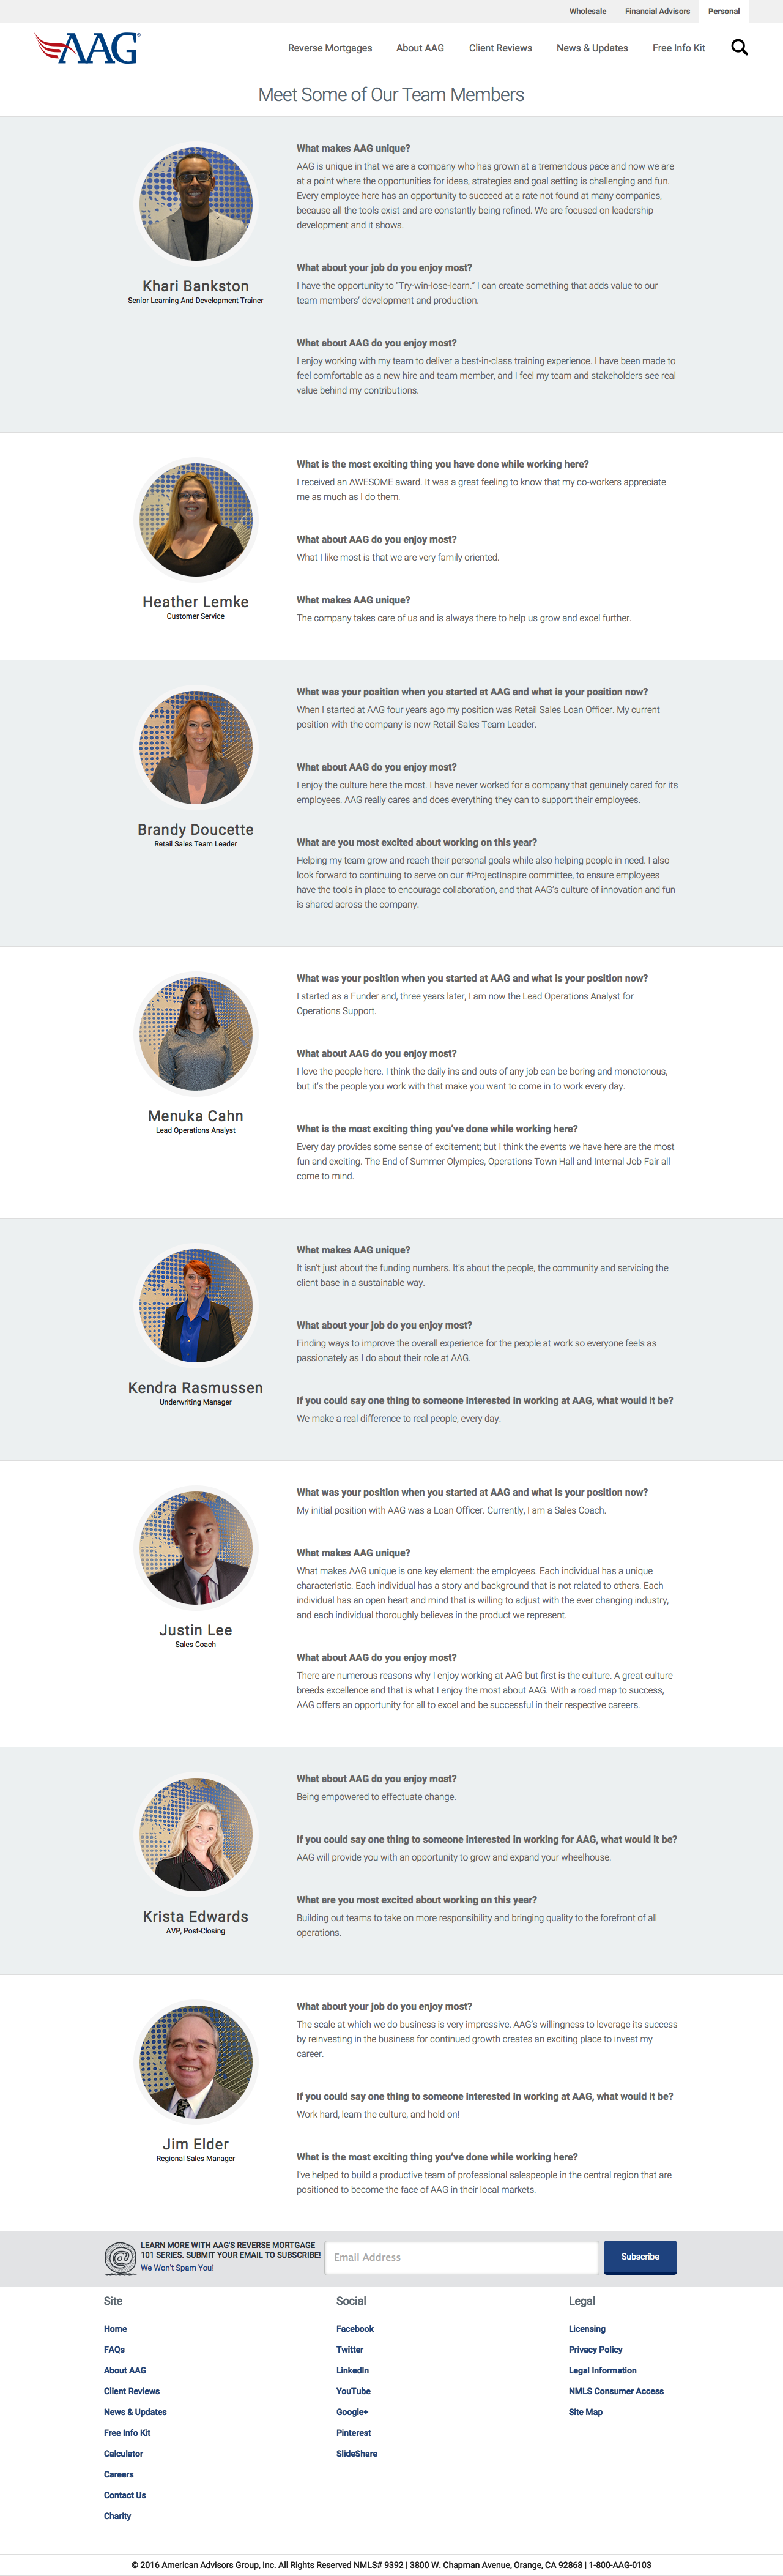 Wholesale Financial Advisors Personal
AAG®
Reverse Mortgages About AAG Client Reviews News & Updates Free Info Kit
Meet Some of Our Team Members
Khari Bankston
Senior Learning And Development Trainer
What makes AAG unique?
AAG is unique in that we are a company who has grown at a tremendous pace and now we are
at a point where the opportunities for ideas, strategies and goal setting is challenging and fun.
Every employee here has an opportunity to succeed at a rate not found at many companies,
because all the tools exist and are constantly being refined. We are focused on leadership
development and it shows.
What about your job do you enjoy most?
I have the opportunity to "Try-win-lose-learn." I can create something that adds value to our
team members' development and production.
What about AAG do you enjoy most?
I enjoy working with my team to deliver a best-in-class training experience. I have been made to
feel comfortable as a new hire and team member, and I feel my team and stakeholders see real
value behind my contributions.
Heather Lemke
Customer Service
What is the most exciting thing you have done while working here?
I received an AWESOME award. It was a great feeling to know that my co-workers appreciate
me as much as I do them.
What about AAG do you enjoy most?
What I like most is that we are very family oriented.
What makes AAG unique?
The company takes care of us and is always there to help us grow and excel further.
Brandy Doucette
Retail Sales Team Leader
What was your position when you started at AAG and what is your position now?
When I started at AAG four years ago my position was Retail Sales Loan Officer. My current
position with the company is now Retail Sales Team Leader.
What about AAG do you enjoy most?
I enjoy the culture here the most. I have never worked for a company that genuinely cared for its
employees. AAG really cares and does everything they can to support their employees.
What are you most excited about working on this year?
Helping my team grow and reach their personal goals while also helping people in need. I also
look forward to continuing to serve on our #ProjectInspire committee, to ensure employees
have the tools in place to encourage collaboration, and that AAG's culture of innovation and fun
is shared across the company.
Menuka Cahn
Lead Operations Analyst
What was your position when you started at AAG and what is your position now?
I started as a Funder and, three years later, I am now the Lead Operations Analyst for
Operations Support.
What about AAG do you enjoy most?
I love the people here. I think the daily ins and outs of any job can be boring and monotonous,
but it's the people you work with that make you want to come in to work every day.
What is the most exciting thing you've done while working here?
Every day provides some sense of excitement; but I think the events we have here are the most
fun and exciting. The End of Summer Olympics, Operations Town Hall and Internal Job Fair all
come to mind.
Kendra Rasmussen
Underwriting Manager
What makes AAG unique?
It isn't just about the funding numbers. It's about the people, the community and servicing the
client base in a sustainable way.
What about your job do you enjoy most?
Finding ways to improve the overall experience for the people at work so everyone feels as
passionately as I do about their role at AAG.
If you could say one thing to someone interested in working at AAG, what would it be?
We make a real difference to real people, every day.
Justin Lee
Sales Coach
What was your position when you started at AAG and what is your position now?
My initial position with AAG was a Loan Officer. Currently, I am a Sales Coach.
What makes AAG unique?
What makes AAG unique is one key element: the employees. Each individual has a unique
characteristic. Each individual has a story and background that is not related to others. Each
individual has an open heart and mind that is willing to adjust with the ever changing industry,
and each individual thoroughly believes in the product we represent.
What about AAG do you enjoy most?
There are numerous reasons why I enjoy working at AAG but first is the culture. A great culture
breeds excellence and that is what I enjoy the most about AAG. With a road map to success,
AAG offers an opportunity for all to excel and be successful in their respective careers.
Krista Edwards
AVP, Post-Closing
What about AAG do you enjoy most?
Being empowered to effectuate change.
If you could say one thing to someone interested in working for AAG, what would it be?
AAG will provide you with an opportunity to grow and expand your wheelhouse.
What are you most excited about working on this year?
Building out teams to take on more responsibility and bringing quality to the forefront of all
operations.
Jim Elder
Regional Sales Manager
What about your job do you enjoy most?
The scale at which we do business is very impressive. AAG's willingness to leverage its success
by reinvesting in the business for continued growth creates an exciting place to invest my
career.
If you could say one thing to someone interested in working at AAG, what would it be?
Work hard, learn the culture, and hold on!
What is the most exciting thing you've done while working here?
I've helped to build a productive team of professional salespeople in the central region that are
positioned to become the face of AAG in their local markets.
LEARN MORE WITH AAG'S REVERSE MORTGAGE
101 SERIES. SUBMIT YOUR EMAIL TO SUBSCRIBE!
We Won't Spam You!
Email Address
Subscribe
Site
Home
FAQs
About AAG
Client Reviews
News & Updates
Free Info Kit
Calculator
Careers
Contact Us
Charity
Social
Facebook
Twitter
LinkedIn
YouTube
Google+
Pinterest
SlideShare
Legal
Licensing
Privacy Policy
Legal Information
NMLS Consumer Access
Site Map
© 2016 American Advisors Group, Inc. All Rights Reserved NMLS# 9392 | 3800 W. Chapman Avenue, Orange, CA 92868 | 1-800-AAG-0103